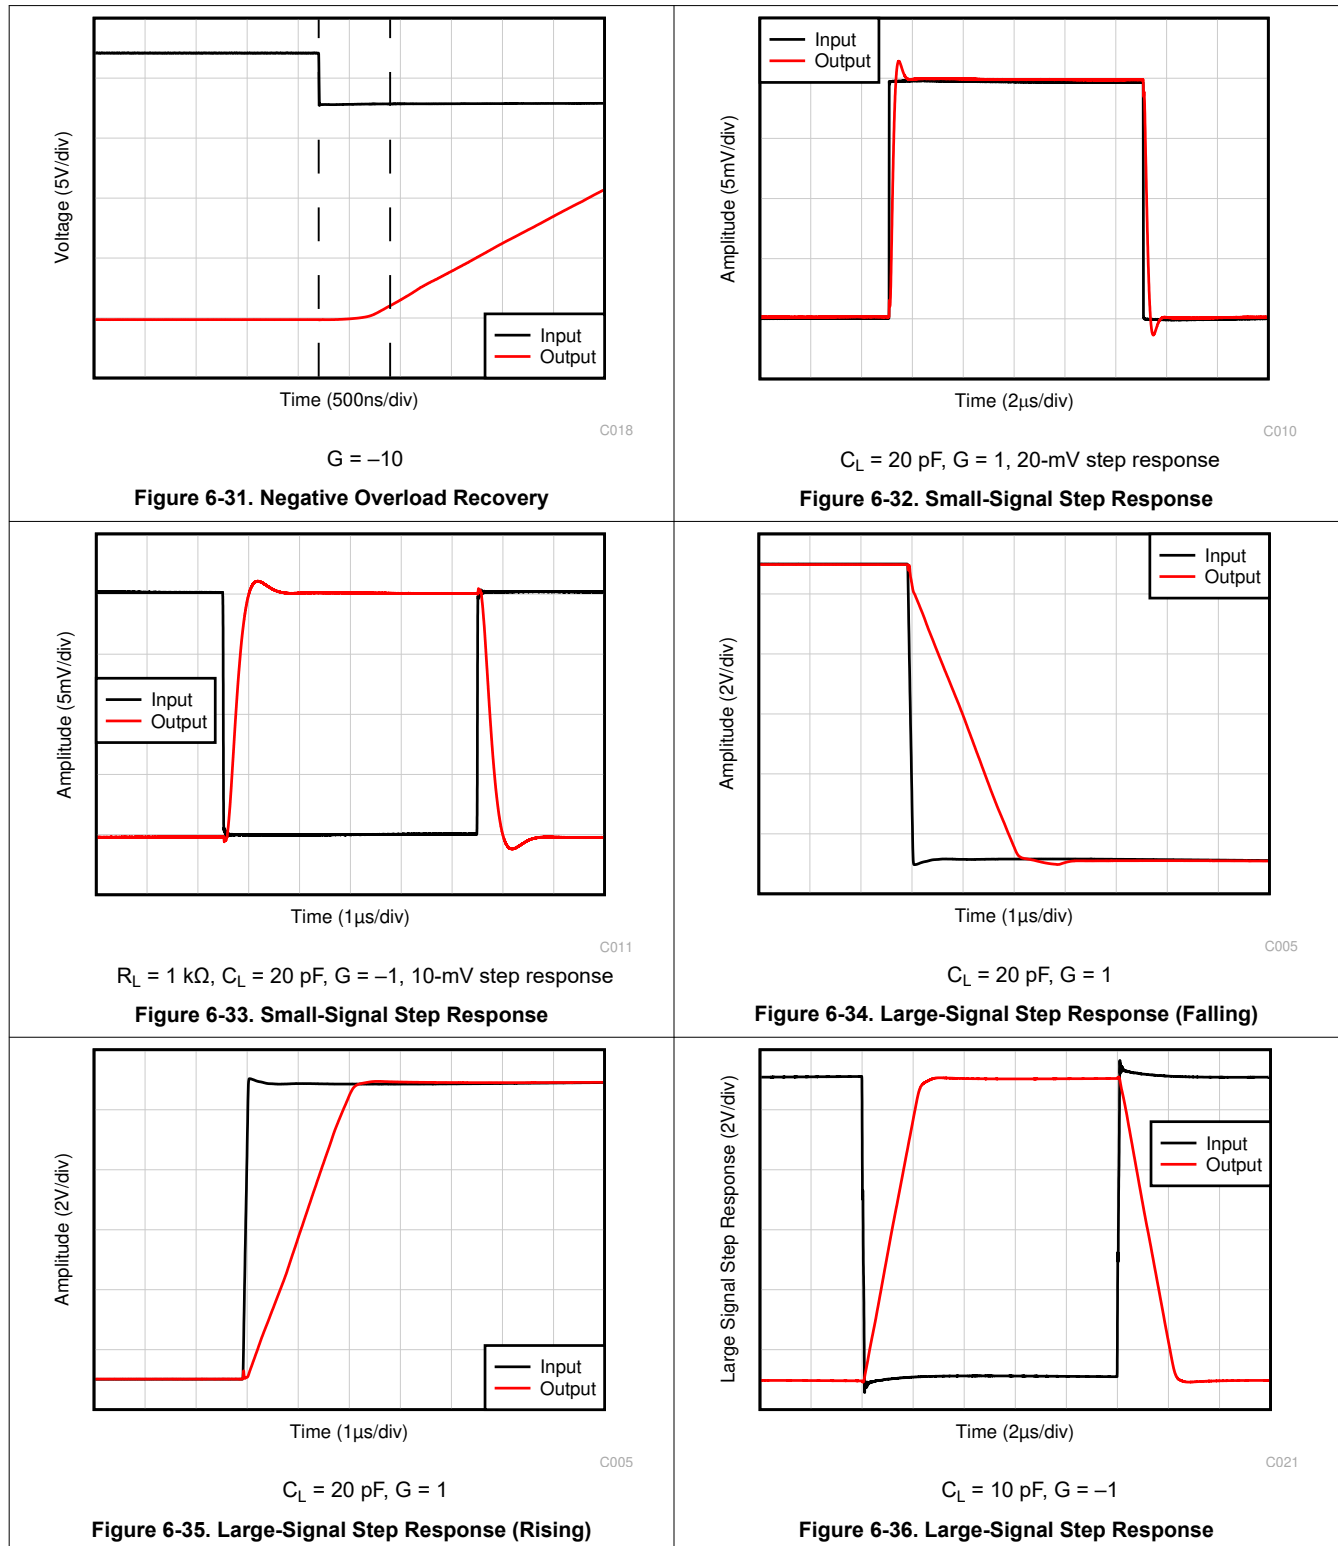 Voltage (5V/div)
Input
Output
Time (500ns/div)
C018
G = –10
Figure 6-31. Negative Overload Recovery
Input
Output
Amplitude (5mV/div)
Time (2μs/div)
C010
CL = 20 pF, G = 1, 20-mV step response
Figure 6-32. Small-Signal Step Response
Amplitude (5mV/div)
Input
Output
Time (1μs/div)
C011
RL = 1 kΩ, CL = 20 pF, G = –1, 10-mV step response
Figure 6-33. Small-Signal Step Response
Input
Output
Amplitude (2V/div)
Time (1μs/div)
C005
CL = 20 pF, G = 1
Figure 6-34. Large-Signal Step Response (Falling)
Amplitude (2V/div)
Input
Output
Time (1μs/div)
C005
CL = 20 pF, G = 1
Figure 6-35. Large-Signal Step Response (Rising)
Large Signal Step Response (2V/div)
Input
Output
Time (2μs/div)
C021
CL = 10 pF, G = –1
Figure 6-36. Large-Signal Step Response